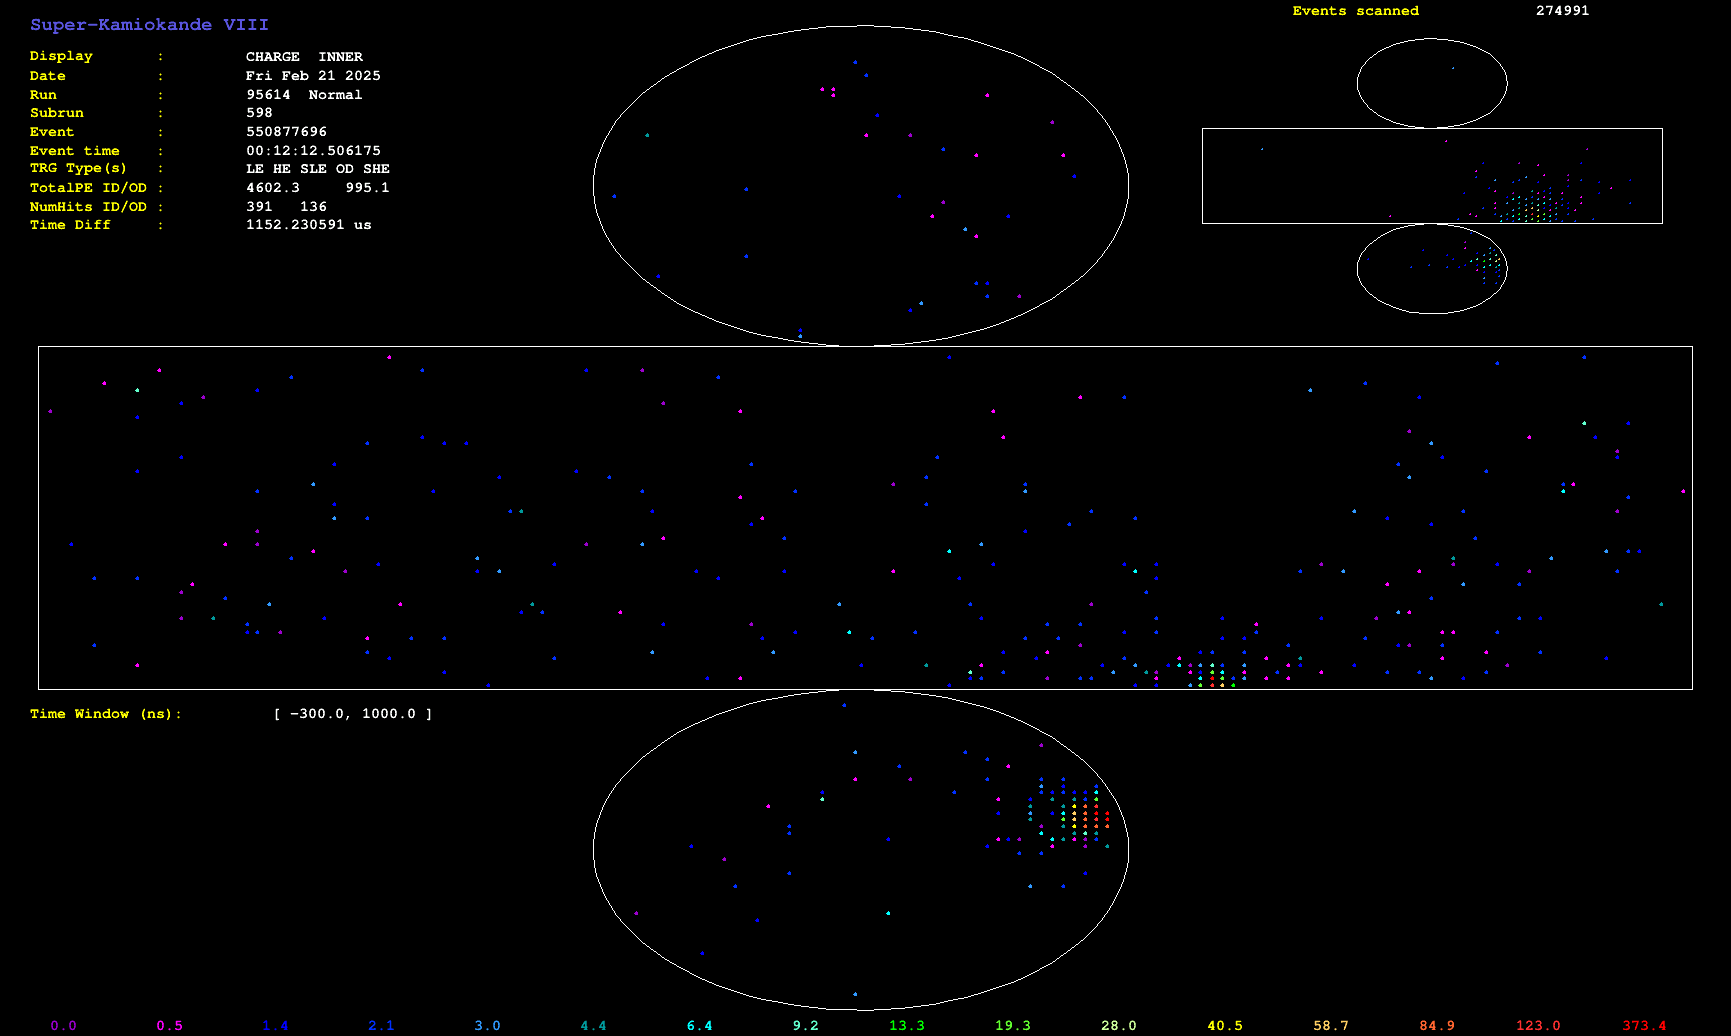 Super-Kamiokande VIII
Events scanned 274991
Display : CHARGE INNER
Date : Fri Feb 21 2025
Run : 95614 Normal
Subrun : 598
Event : 550877696
Event time : 00:12:12.506175
TRG Type(s) : LE HE SLE OD SHE
TotalPE ID/OD : 4602.3 995.1
NumHits ID/OD : 391 136
Time Diff : 1152.230591 us
Time Window (ns): [ -300.0, 1000.0 ]
0.0 0.5 1.4 2.1 3.0 4.4 6.4 9.2 13.3 19.3 28.0 40.5 58.7 84.9 123.0 373.4